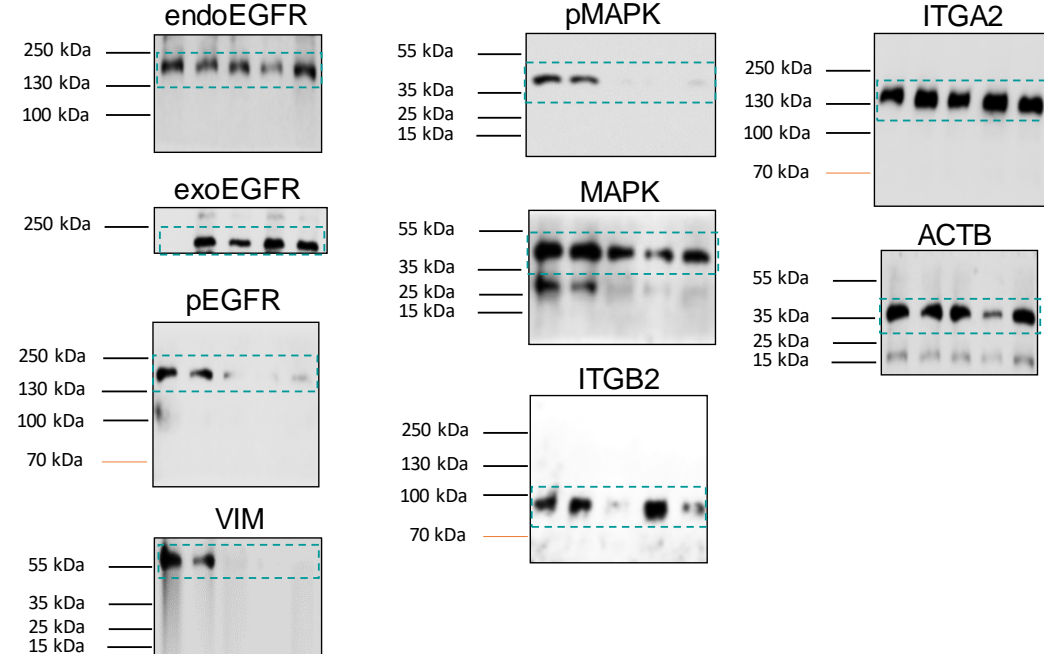 endoEGFR
250 kDa
130 kDa
100 kDa
exoEGFR
250 kDa
pEGFR
250 kDa
130 kDa
100 kDa
70 kDa
VIM
55 kDa
35 kDa
25 kDa
15 kDa
pMAPK
55 kDa
35 kDa
25 kDa
15 kDa
MAPK
55 kDa
35 kDa
25 kDa
15 kDa
ITGB2
250 kDa
130 kDa
100 kDa
70 kDa
ITGA2
250 kDa
130 kDa
100 kDa
70 kDa
ACTB
55 kDa
35 kDa
25 kDa
15 kDa